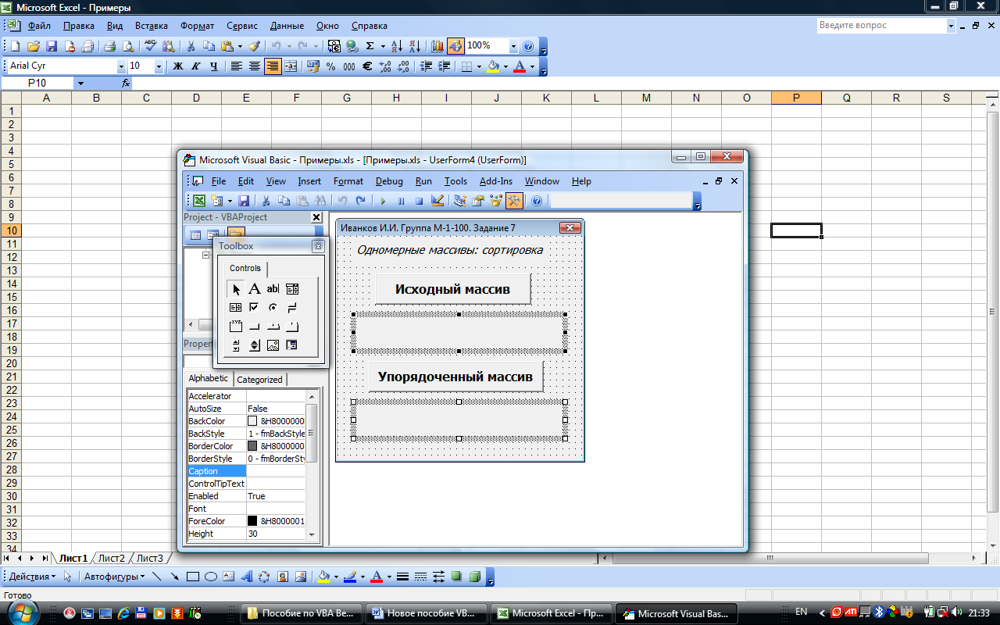 Microsoft Excel - Примеры
Файл Правка Вид Вставка Формат Сервис Данные Окно Справка Введите вопрос
100%
Arial Cyr 10 Ж К Ч % 000 €
P10 fx
A B C D E F G H I J K L M N O P Q R S
1
2
3
4
5
6
7
8
9
10
11
12
13
14
15
16
17
18
19
20
21
22
23
24
25
26
27
28
29
30
31
32
33
34
Microsoft Visual Basic - Примеры.xls - [Примеры.xls - UserForm4 (UserForm)]
File Edit View Insert Format Debug Run Tools Add-Ins Window Help
Project - VBAProject
Toolbox
Controls
A ab|
Proper
Alphabetic Categorized
Accelerator
AutoSize False
BackColor &H8000000
BackStyle 1 - fmBackStyle
BorderColor &H8000000
BorderStyle 0 - fmBorderSty
Caption
ControlTipText
Enabled True
Font
ForeColor &H8000001
Height 30
Иванков И.И. Группа М-1-100. Задание 7
Одномерные массивы: сортировка
Исходный массив
Упорядоченный массив
Лист1 Лист2 Лист3
Действия Автофигуры
Готово
Пособие по VBA Ве... Новое пособие VB... Microsoft Excel - Пр... Microsoft Visual Bas... EN ATI 21:33